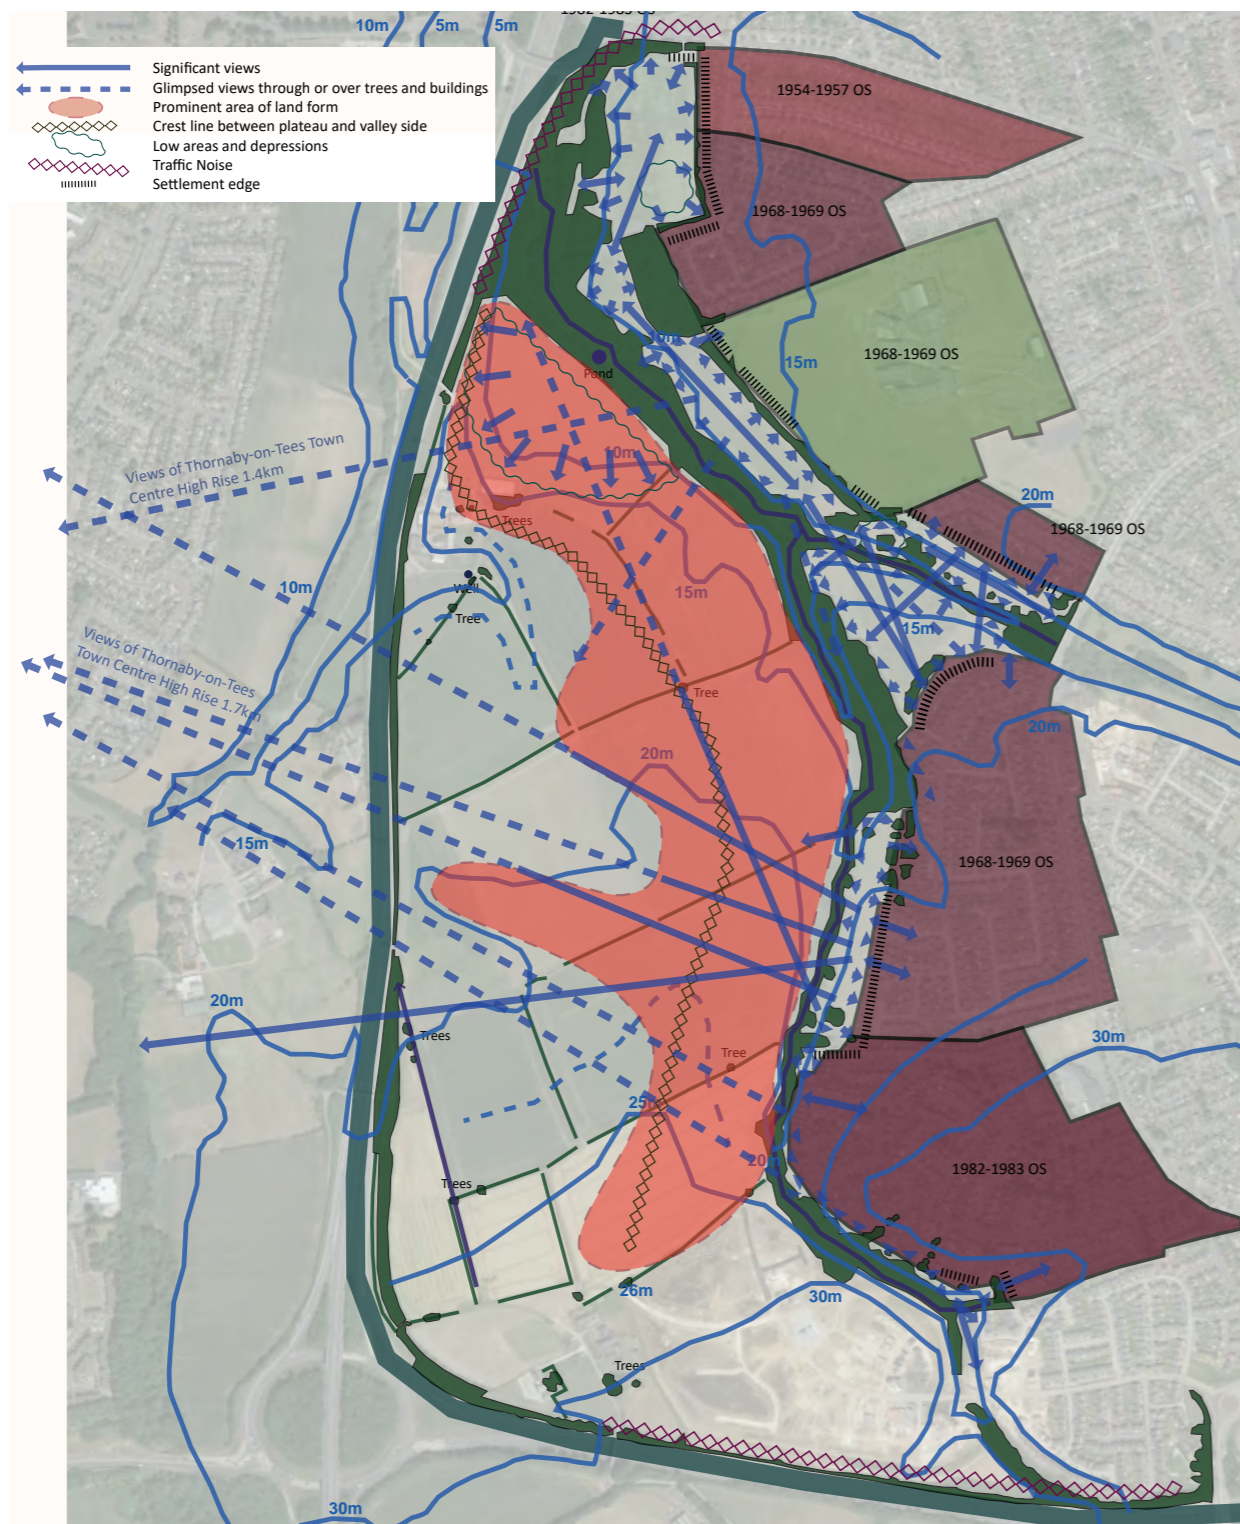 1982-1983 OS
10m
5m
5m
Significant views
Glimpsed views through or over trees and buildings
Prominent area of land form
Crest line between plateau and valley side
Low areas and depressions
Traffic Noise
Settlement edge
1954-1957 OS
1968-1969 OS
10m
15m
1968-1969 OS
Pond
Views of Thornaby-on-Tees Town
Centre High Rise 1.4km
10m
20m
Trees
1968-1969 OS
10m
Well
15m
Tree
15m
Views of Thornaby-on-Tees
Town Centre High Rise 1.7km
Tree
20m
20m
15m
1968-1969 OS
20m
Trees
30m
Tree
25m
20m
1982-1983 OS
Trees
26m
30m
Trees
30m